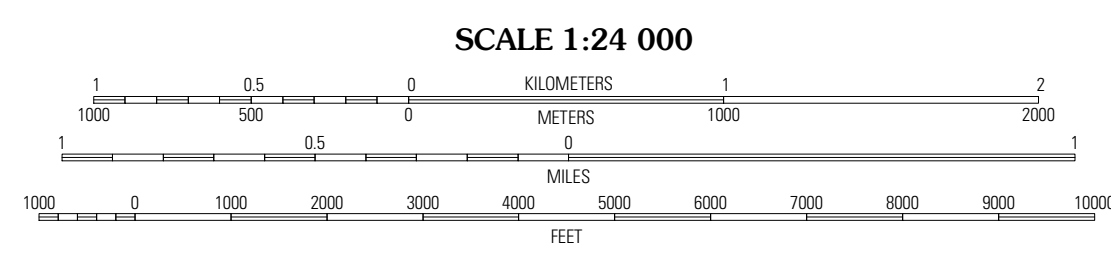 SCALE 1:24 000
1 0.5 0 KILOMETERS 1 2
1000 500 0 METERS 1000 2000
1 0.5 0 1
MILES
1000 0 1000 2000 3000 4000 5000 6000 7000 8000 9000 10000
FEET